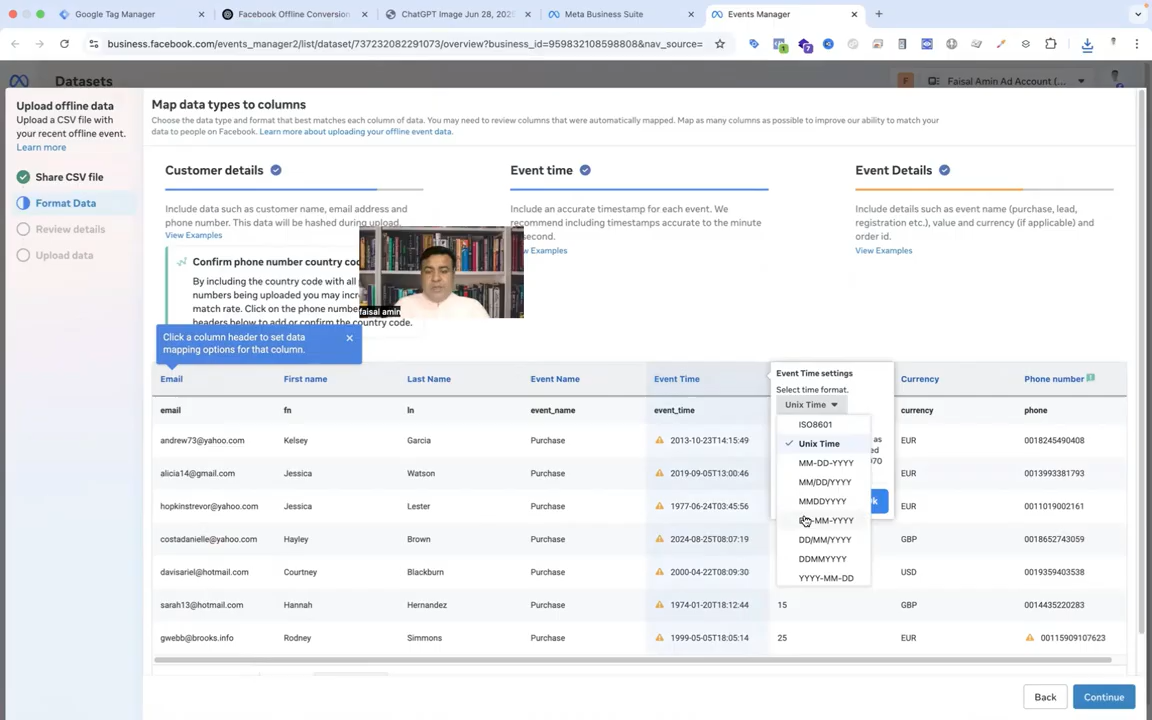 Google Tag Manager
Facebook Offline Conversion
ChatGPT Image Jun 28, 202
Meta Business Suite
Events Manager
business.facebook.com/events_manager2/list/dataset/737232082291073/overview?business_id=959832108598808&nav_source=
Datasets
F
Faisal Amin Ad Account (...
Upload offline data
Upload a CSV file with
your recent offline event.
Learn more
Share CSV file
Format Data
Review details
Upload data
Map data types to columns
Choose the data type and format that best matches each column of data. You may need to review columns that were automatically mapped. Map as many columns as possible to improve our ability to match your
data to people on Facebook. Learn more about uploading your offline event data.
Customer details
Include data such as customer name, email address and
phone number. This data will be hashed during upload.
View Examples
Confirm phone number country co
By including the country code with all
numbers being uploaded you may incr
match rate. Click on the phone numbe
headers below to add or confirm the country code.
Event time
Include an accurate timestamp for each event. We
recommend including timestamps accurate to the minute
second.
View Examples
Event Details
Include details such as event name (purchase, lead,
registration etc.), value and currency (if applicable) and
order id.
View Examples
faisal amin
Click a column header to set data
mapping options for that column.
Email First name Last Name Event Name Event Time Currency Phone number
email fn ln event_name event_time currency phone
andrew73@yahoo.com Kelsey Garcia Purchase 2013-10-23T14:15:49 EUR 0018245490408
alicia14@gmail.com Jessica Watson Purchase 2019-09-05T13:00:46 EUR 0013993381793
hopkinstrevor@yahoo.com Jessica Lester Purchase 1977-06-24T03:45:56 EUR 0011019002161
costadanielle@yahoo.com Hayley Brown Purchase 2024-08-25T08:07:19 GBP 0018652743059
davisariel@hotmail.com Courtney Blackburn Purchase 2000-04-22T08:09:30 USD 0019359403538
sarah13@hotmail.com Hannah Hernandez Purchase 1974-01-20T18:12:44 15 GBP 0014435220283
gwebb@brooks.info Rodney Simmons Purchase 1999-05-05T18:05:14 25 EUR 00115909107623
Event Time settings
Select time format.
Unix Time
ISO8601
Unix Time
MM-DD-YYYY
MM/DD/YYYY
MMDDYYYY
DD-MM-YYYY
DD/MM/YYYY
DDMMYYYY
YYYY-MM-DD
as
ed
970
Back
Continue